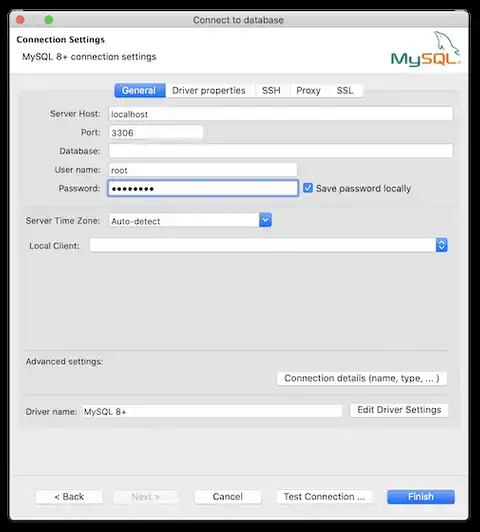 Connect to database
Connection Settings
MySQL 8+ connection settings
MySQL
General Driver properties SSH Proxy SSL
Server Host: localhost
Port: 3306
Database:
User name: root
Password: •••••••• Save password locally
Server Time Zone: Auto-detect
Local Client:
Advanced settings:
Connection details (name, type, ... )
Driver name: MySQL 8+ Edit Driver Settings
< Back Next > Cancel Test Connection ... Finish